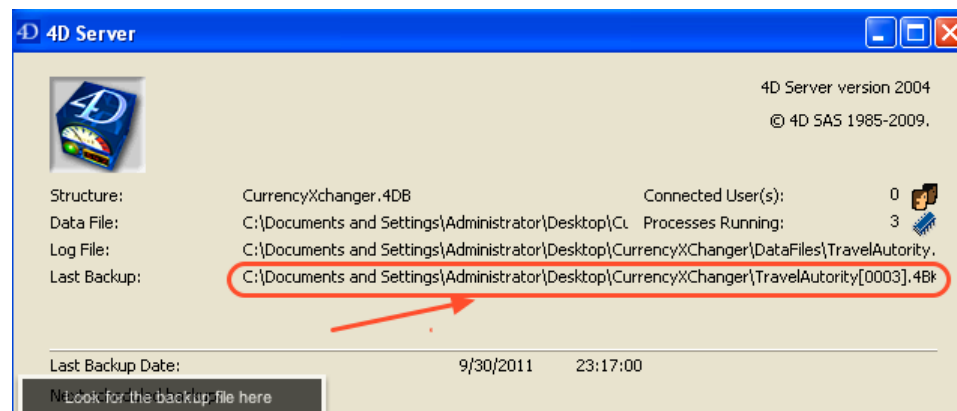 4D 4D Server
4D Server version 2004
© 4D SAS 1985-2009.
4D
Structure: CurrencyXchanger.4DB Connected User(s): 0
Data File: C:\Documents and Settings\Administrator\Desktop\Cu Processes Running: 3
Log File: C:\Documents and Settings\Administrator\Desktop\CurrencyXChanger\DataFiles\TravelAutority.
Last Backup: C:\Documents and Settings\Administrator\Desktop\CurrencyXChanger\TravelAutority[0003].4BK
Last Backup Date: 9/30/2011 23:17:00
Look for the backup file here